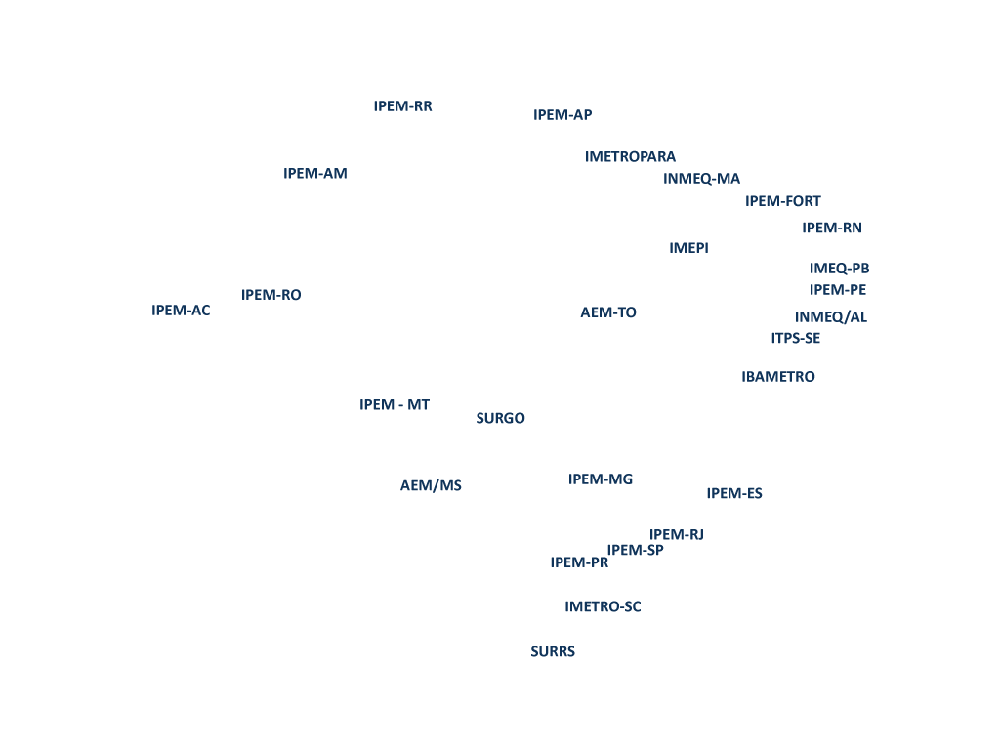 IPEM-RR
IPEM-AP
IMETROPARA
IPEM-AM
INMEQ-MA
IPEM-FORT
IPEM-RN
IMEPI
IMEQ-PB
IPEM-PE
IPEM-RO
IPEM-AC
AEM-TO
INMEQ/AL
ITPS-SE
IBAMETRO
IPEM - MT
SURGO
IPEM-MG
AEM/MS
IPEM-ES
IPEM-RJ
IPEM-SP
IPEM-PR
IMETRO-SC
SURRS